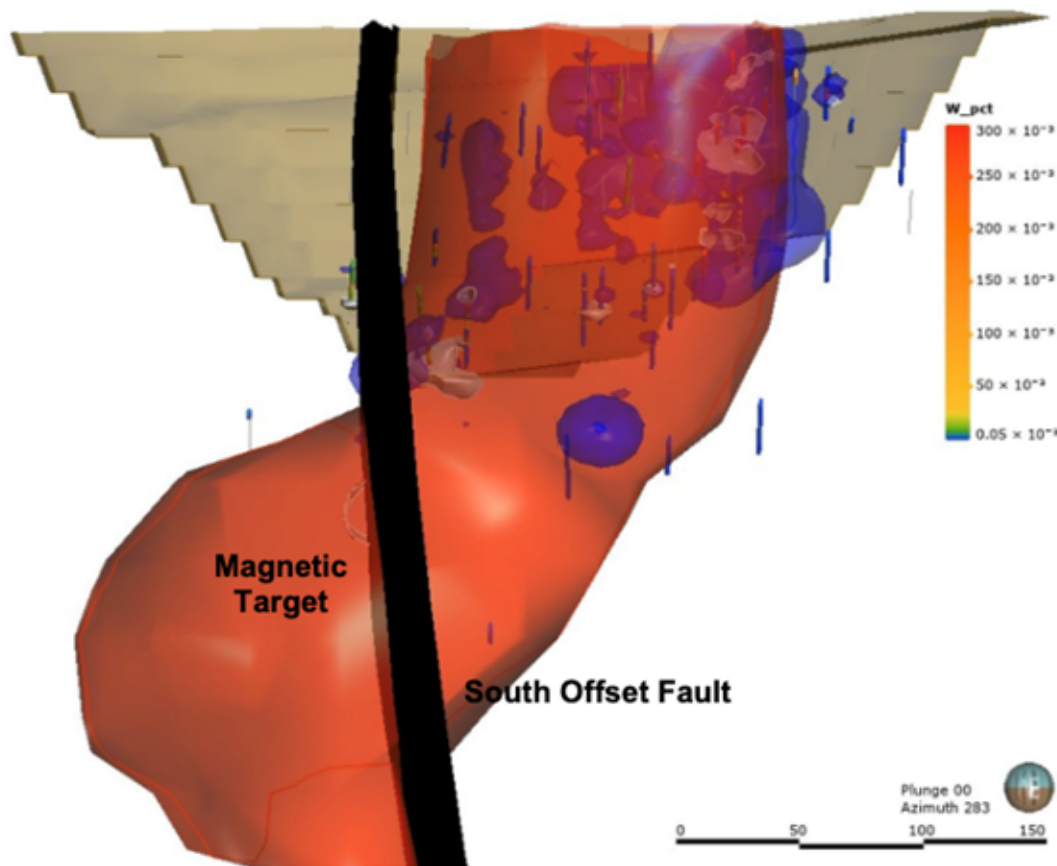 W_pct
300 × 10⁻³
250 × 10⁻³
200 × 10⁻³
150 × 10⁻³
100 × 10⁻³
50 × 10⁻³
0.05 × 10⁻³
Magnetic
Target
South Offset Fault
Plunge 00
Azimuth 283
0 50 100 150